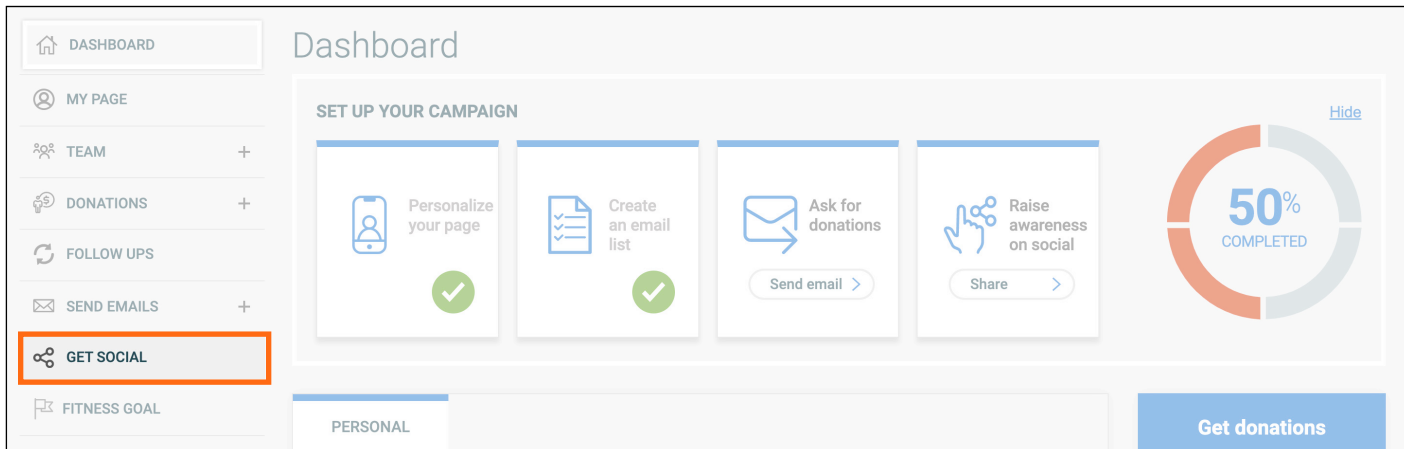 DASHBOARD
MY PAGE
TEAM +
DONATIONS +
FOLLOW UPS
SEND EMAILS +
GET SOCIAL
FITNESS GOAL
Dashboard
SET UP YOUR CAMPAIGN
Hide
Personalize
your page
Create
an email
list
Ask for
donations
Send email >
Raise
awareness
on social
Share >
50%
COMPLETED
PERSONAL
Get donations